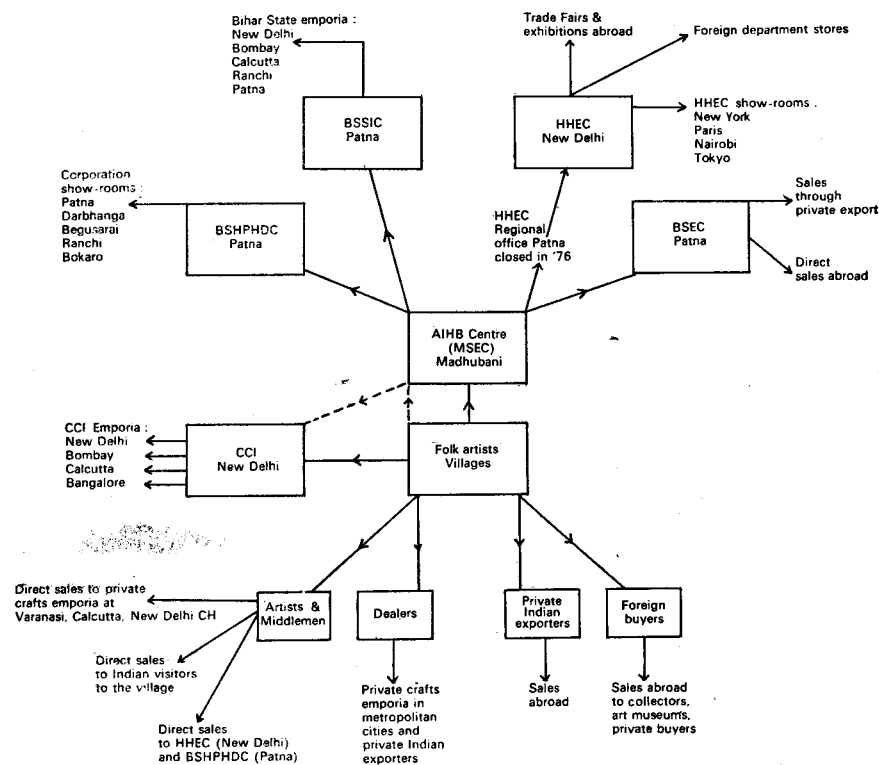 Bihar State emporia :
New Delhi
Bombay
Calcutta
Ranchi
Patna
Trade Fairs &
exhibitions abroad
Foreign department stores
BSSIC
Patna
HHEC
New Delhi
HHEC show-rooms .
New York
Paris
Nairobi
Tokyo
Corporation
show-rooms :
Patna
Darbhanga
Begusarai
Ranchi
Bokaro
BSHPHDC
Patna
HHEC
Regional
office Patna
closed in '76
BSEC
Patna
Sales
through
private export
Direct
sales abroad
AIHB Centre
(MSEC)
Madhubani
CCI Emporia :
New Delhi
Bombay
Calcutta
Bangalore
CCI
New Delhi
Folk artists
Villages
Direct sales to private
crafts emporia at
Varanasi, Calcutta, New Delhi CH
Artists &
Middlemen
Dealers
Private
Indian
exporters
Foreign
buyers
Direct sales
to Indian visitors
to the village
Direct sales
to HHEC (New Delhi)
and BSHPHDC (Patna)
Private crafts
emporia in
metropolitan
cities and
private Indian
exporters
Sales
abroad
Sales abroad
to collectors,
art museums,
private buyers